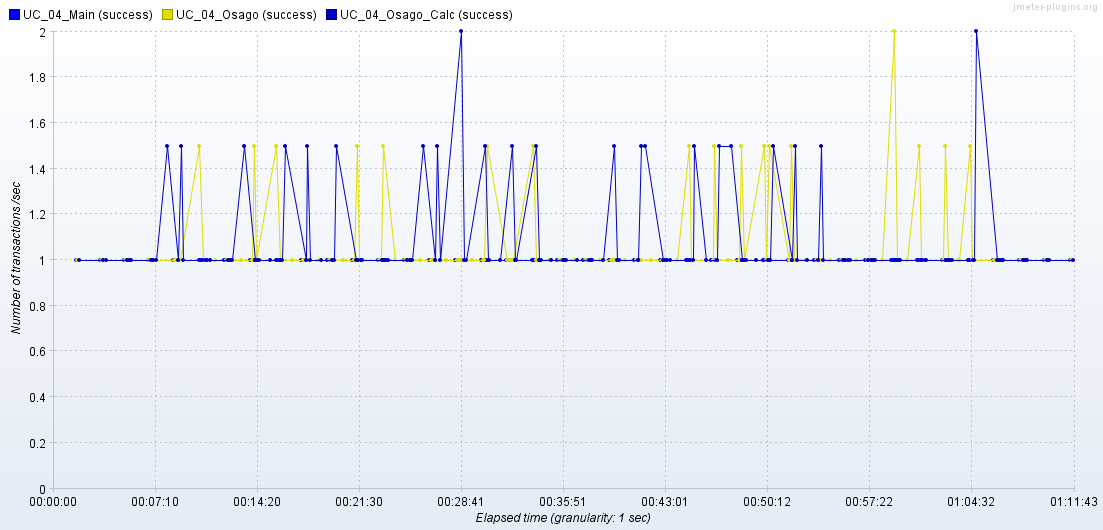 jmeter-plugins.org
UC_04_Main (success) UC_04_Osago (success) UC_04_Osago_Calc (success)
2
1.8
1.6
1.4
1.2
1
0.8
0.6
0.4
0.2
0
Number of transactions /sec
00:00:00 00:07:10 00:14:20 00:21:30 00:28:41 00:35:51 00:43:01 00:50:12 00:57:22 01:04:32 01:11:43
Elapsed time (granularity: 1 sec)